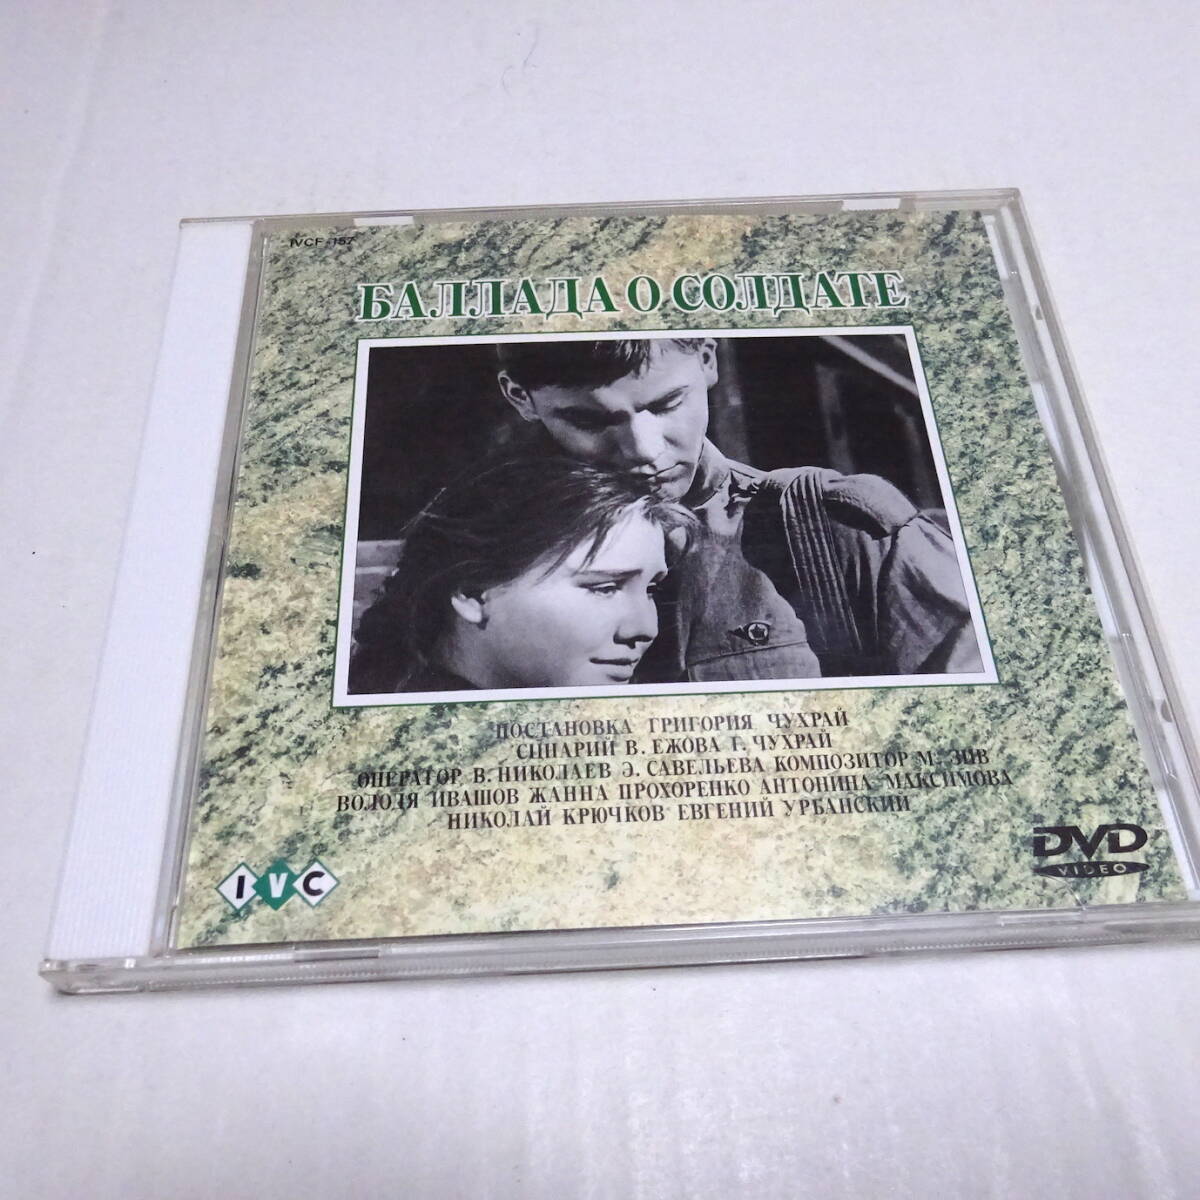 IVCF-157
БАЛЛАДА О СОЛДАТЕ
ПОСТАНОВКА ГРИГОРИЯ ЧУХРАЙ
СЦНАРИЙ В. ЕЖОВА Г. ЧУХРАЙ
ОПЕРАТОР В. НИКОЛАЕВ Э. САВЕЛЬЕВА КОМПОЗИТОР М. ЗИВ
ВОЛОДЯ ИВАШОВ ЖАННА ПРОХОРЕНКО АНТОНИНА МАКСИМОВА
НИКОЛАЙ КРЮЧКОВ ЕВГЕНИЙ УРБАНСКИЙ
IVC
DVD
VIDEO